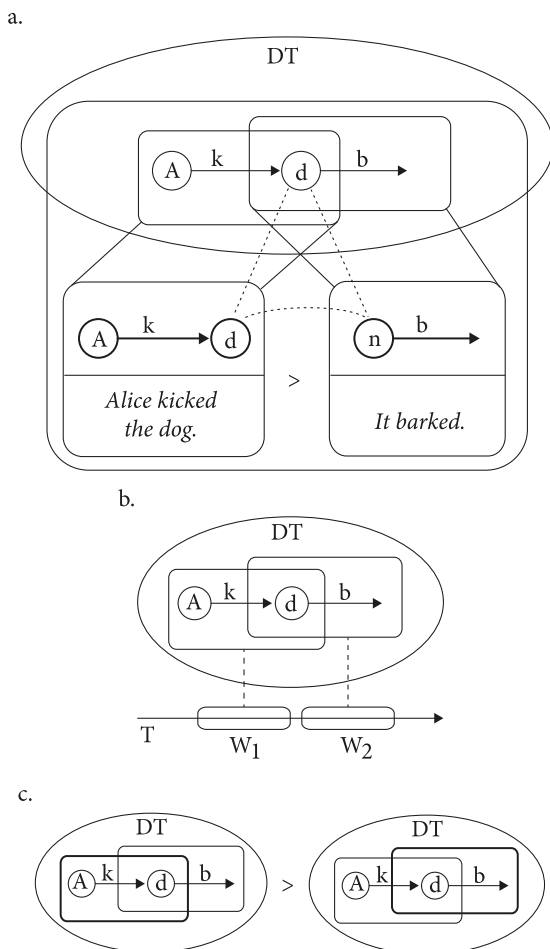 a.
DT
A k d b
A k d
n b
Alice kicked
the dog.
>
It barked.
b.
DT
A k d b
T
W1 W2
c.
DT DT
A k d b > A k d b